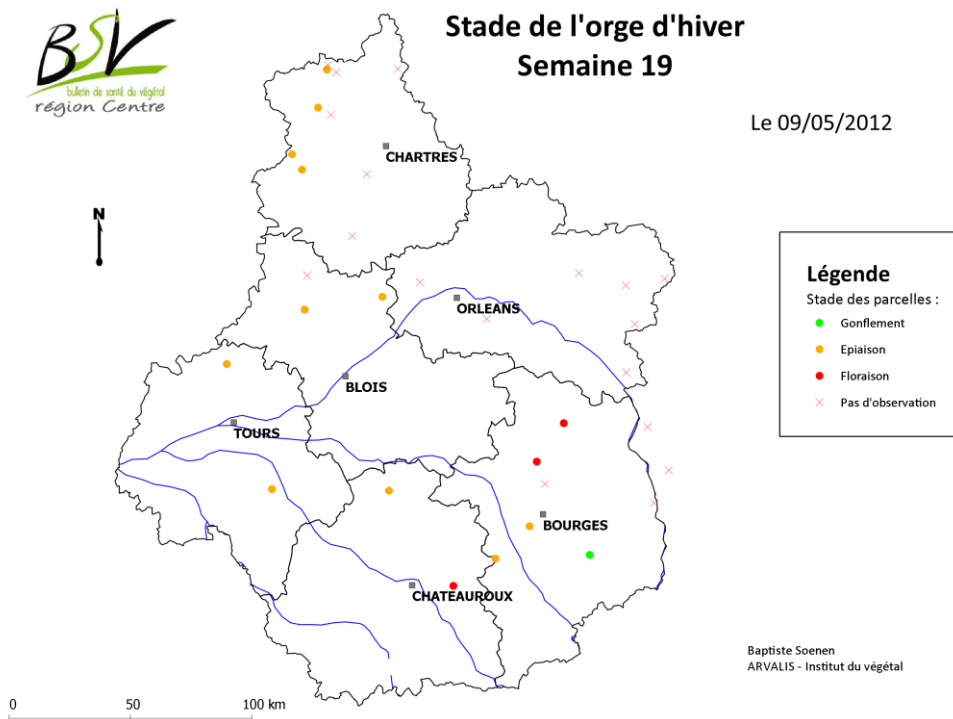 BSV
bulletin de santé du végétal
région Centre
Stade de l'orge d'hiver
Semaine 19
Le 09/05/2012
N
CHARTRES
ORLEANS
BLOIS
TOURS
BOURGES
CHATEAUROUX
Légende
Stade des parcelles :
Gonflement
Epiaison
Floraison
Pas d'observation
Baptiste Soenen
ARVALIS - Institut du végétal
0 50 100 km